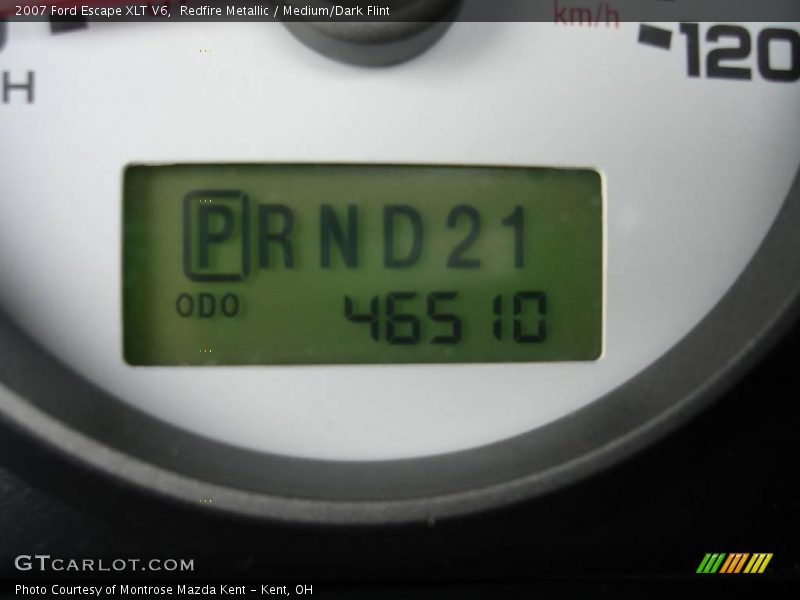 2007 Ford Escape XLT V6, Redfire Metallic / Medium/Dark Flint
km/h
120
H
P R N D 2 1
ODO 46510
GTCARLOT.COM
Photo Courtesy of Montrose Mazda Kent - Kent, OH